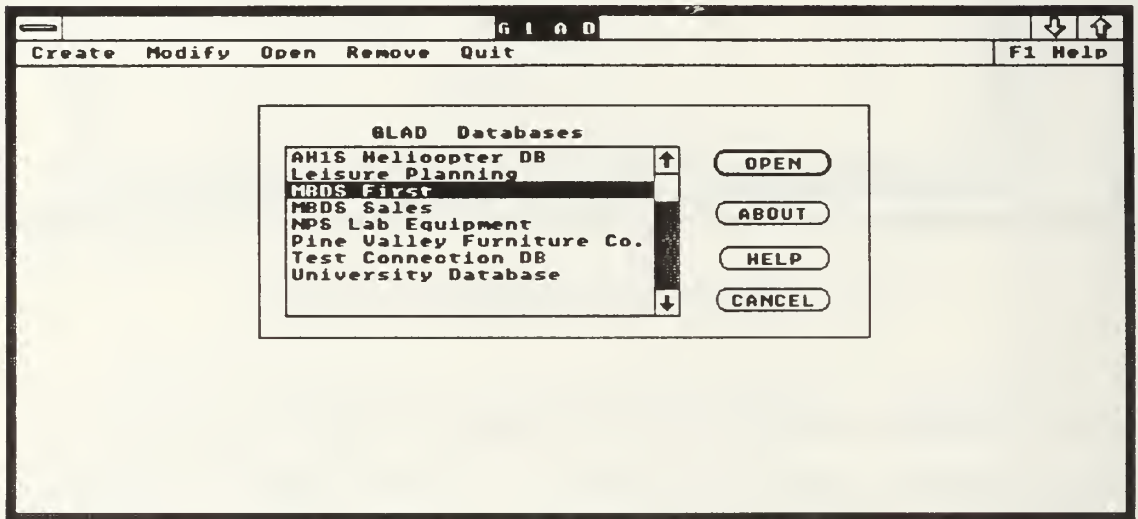 G L A D
Create Modify Open Remove Quit F1 Help
GLAD Databases
AH1S Helicopter DB
Leisure Planning
MBDS First
MBDS Sales
NPS Lab Equipment
Pine Valley Furniture Co.
Test Connection DB
University Database
OPEN
ABOUT
HELP
CANCEL